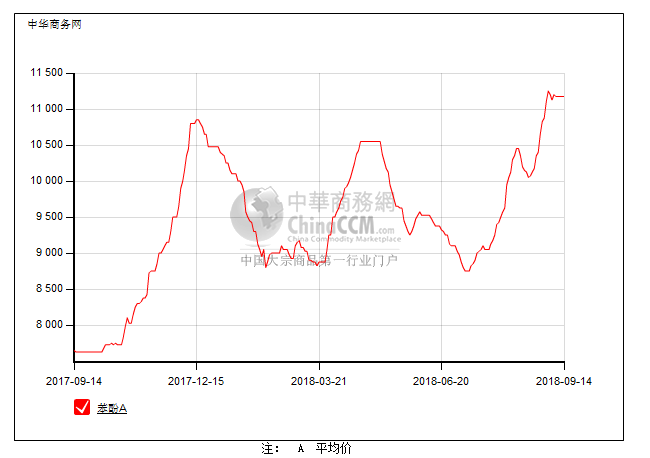 中华商务网
11 500
11 000
10 500
10 000
9 500
9 000
8 500
8 000
中華商務網
ChinaCCM.com
China Commodity Marketplace
中国大宗商品第一行业门户
2017-09-14 2017-12-15 2018-03-21 2018-06-20 2018-09-14
苯酚A
注: A 平均价